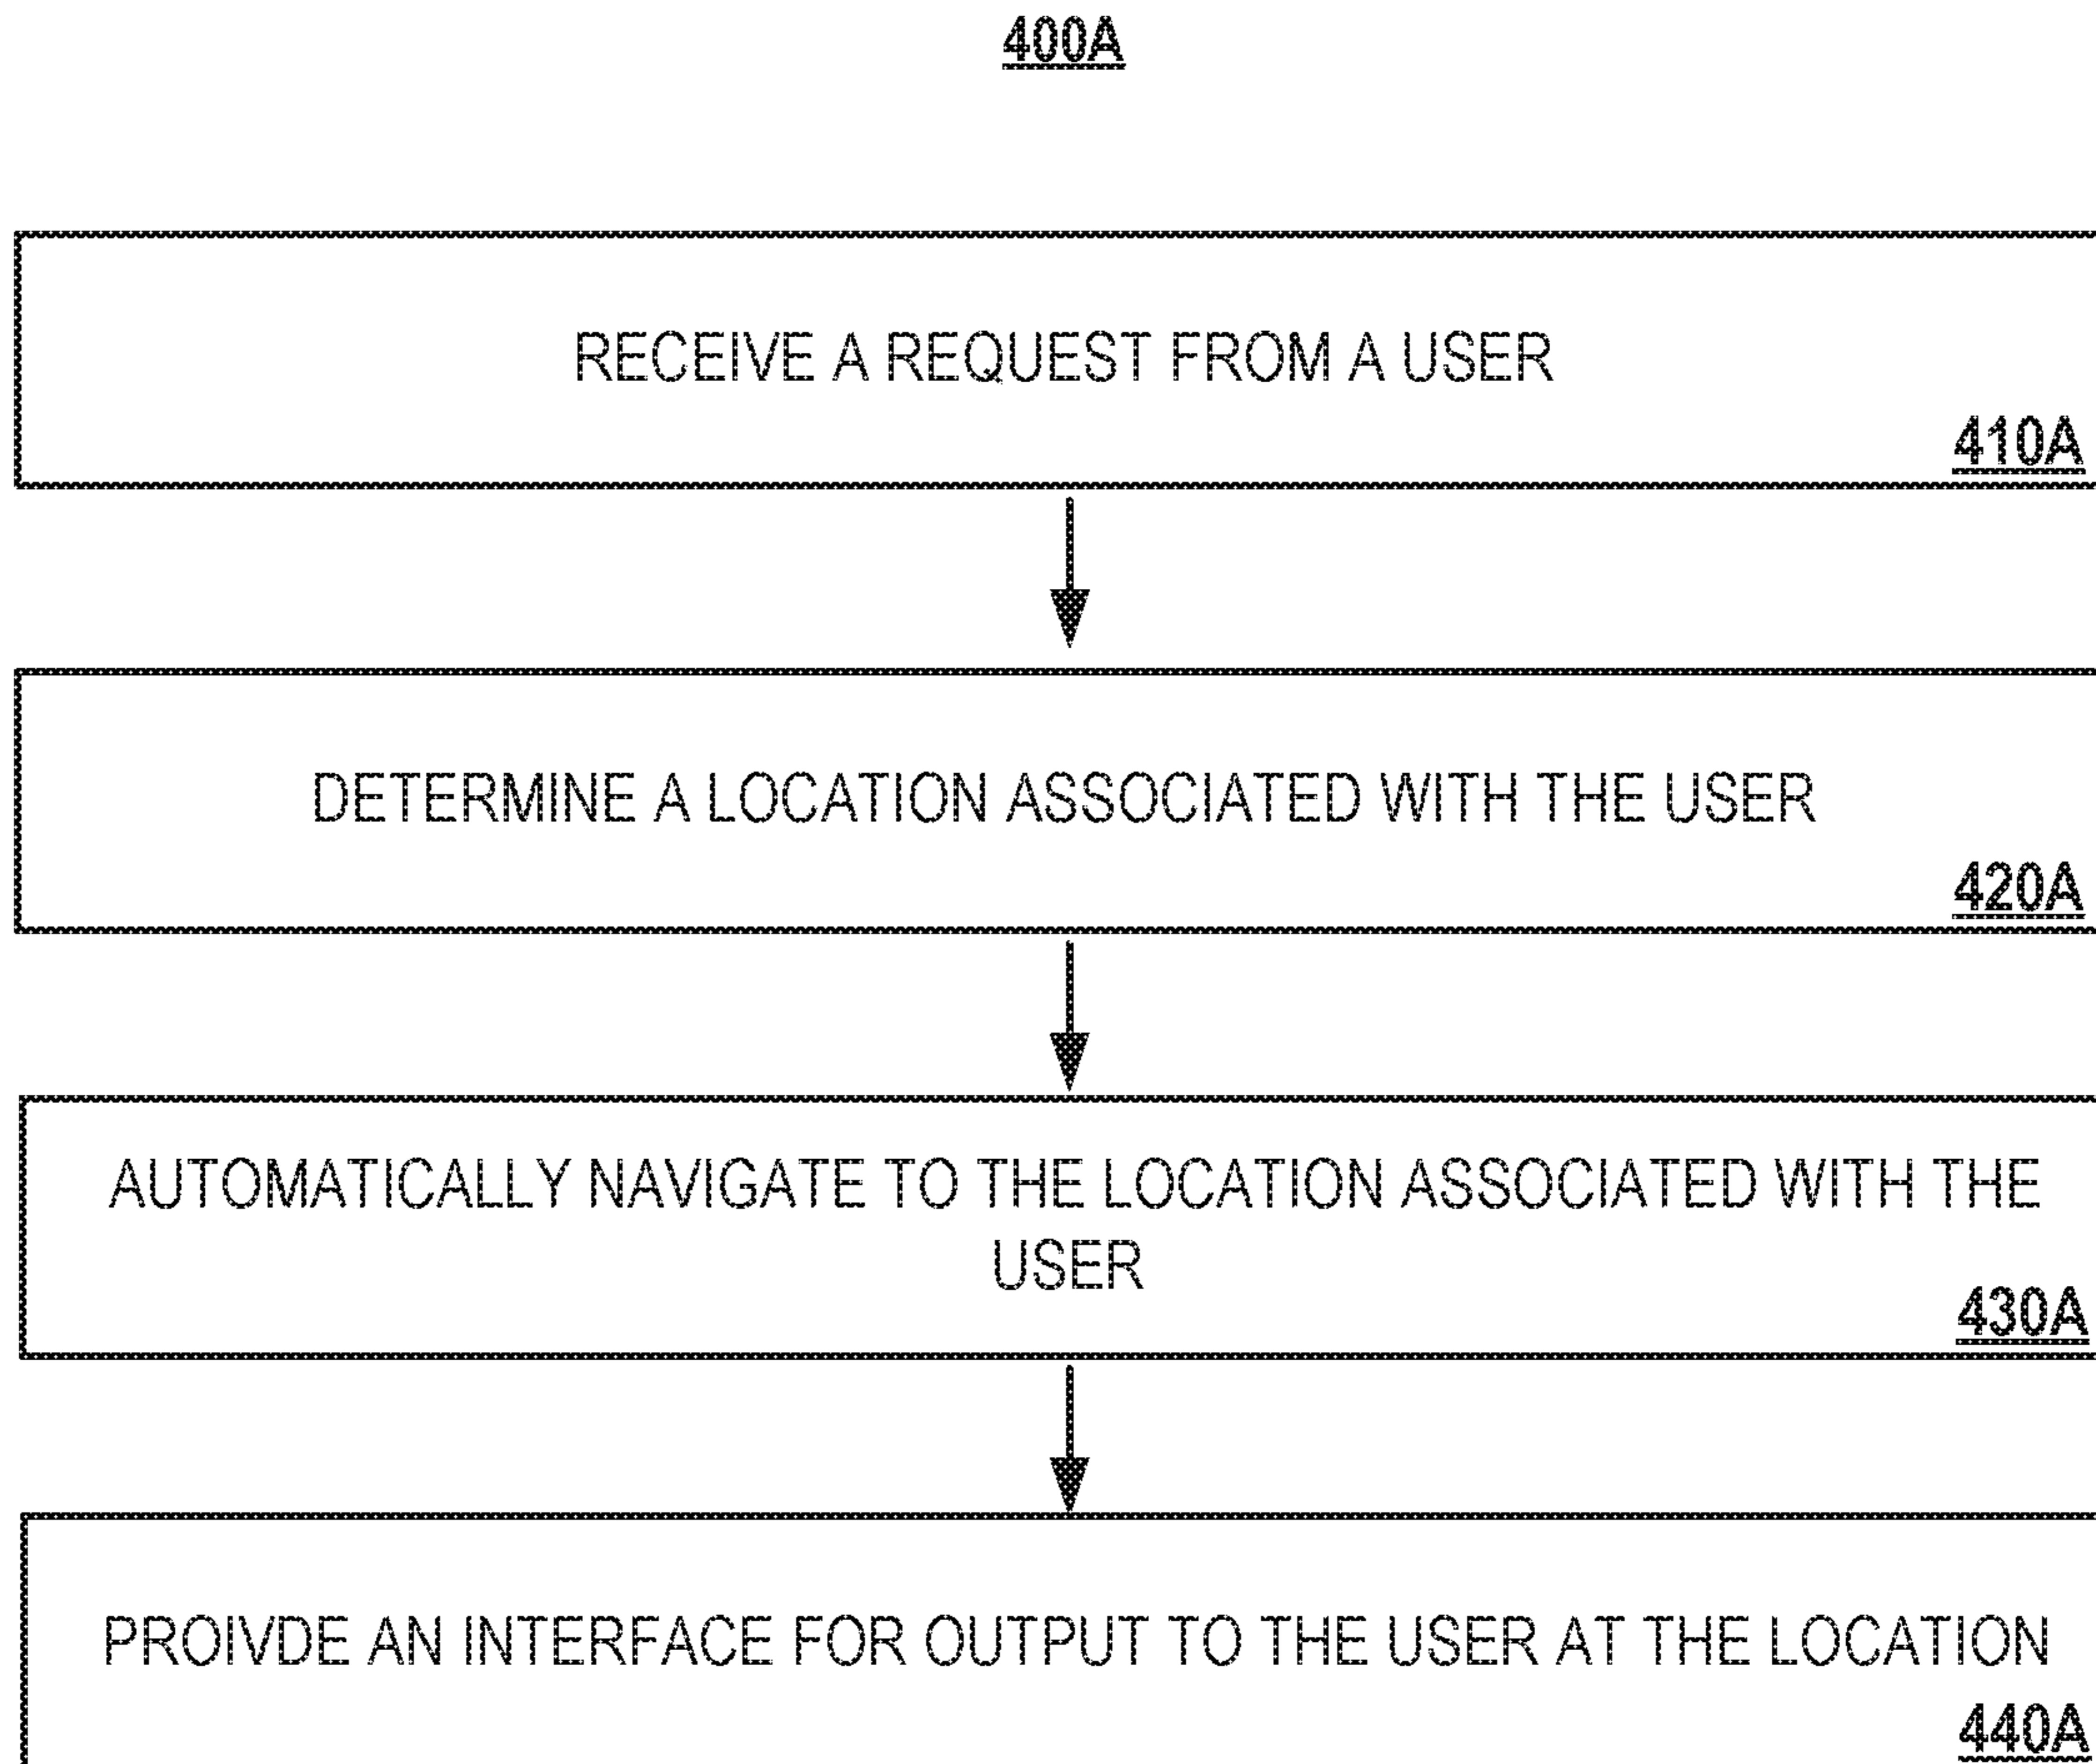 400A
RECEIVE A REQUEST FROM A USER
410A
DETERMINE A LOCATION ASSOCIATED WITH THE USER
420A
AUTOMATICALLY NAVIGATE TO THE LOCATION ASSOCIATED WITH THE
USER
430A
PROIVDE AN INTERFACE FOR OUTPUT TO THE USER AT THE LOCATION
440A